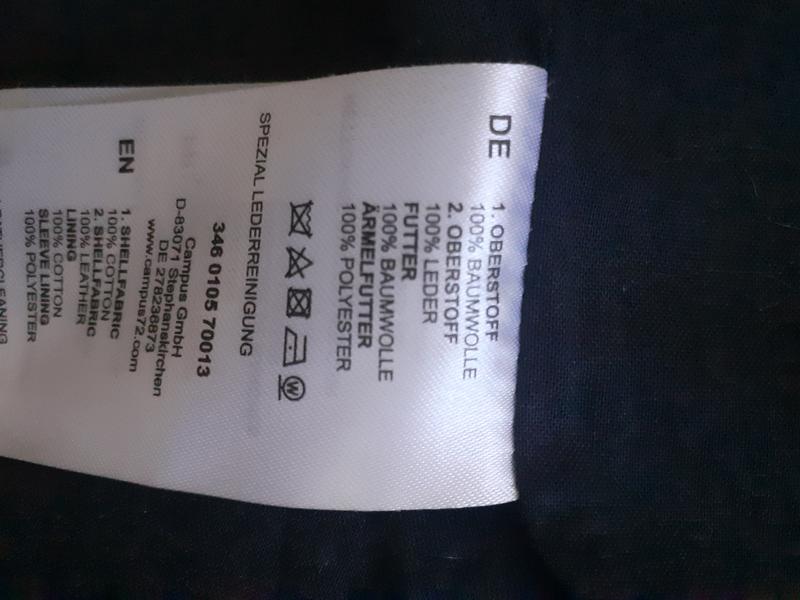 DE
1. OBERSTOFF
100% BAUMWOLLE
2. OBERSTOFF
100% LEDER
FUTTER
100% BAUMWOLLE
ÄRMELFUTTER
100% POLYESTER
W
SPEZIAL LEDERREINIGUNG
346 0105 70013
Campus GmbH
D-83071 Stephanskirchen
DE 278236873
www.campus72.com
EN
1. SHELLFABRIC
100% COTTON
2. SHELLFABRIC
100% LEATHER
LINING
100% COTTON
SLEEVE LINING
100% POLYESTER